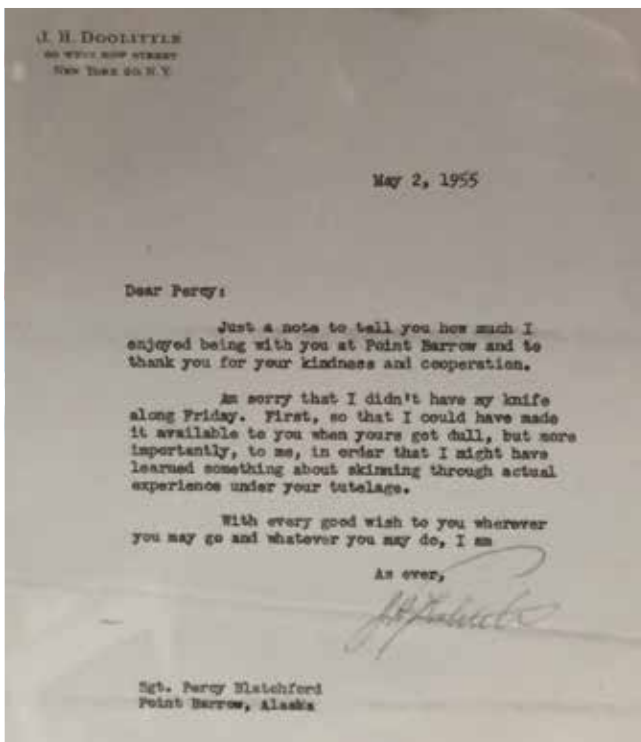 J. H. DOOLITTLE
50 WEST 50TH STREET
NEW YORK 20 N.Y.
May 2, 1955
Dear Percy:
Just a note to tell you how much I
enjoyed being with you at Point Barrow and to
thank you for your kindness and cooperation.
Am sorry that I didn't have my knife
along Friday. First, so that I could have made
it available to you when yours got dull, but more
importantly, to me, in order that I might have
learned something about skinning through actual
experience under your tutelage.
With every good wish to you wherever
you may go and whatever you may do, I am
As ever,
Sgt. Percy Blatchford
Point Barrow, Alaska